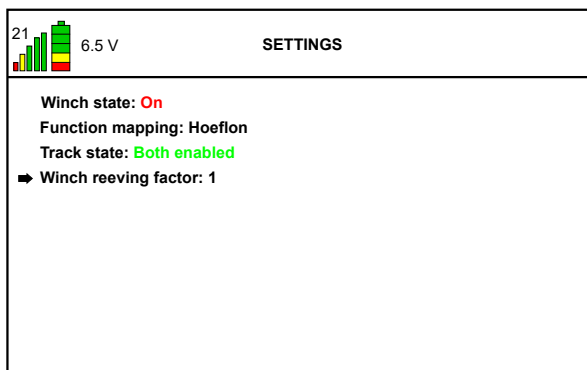 21
6.5 V
SETTINGS
Winch state: On
Function mapping: Hoeflon
Track state: Both enabled
Winch reeving factor: 1